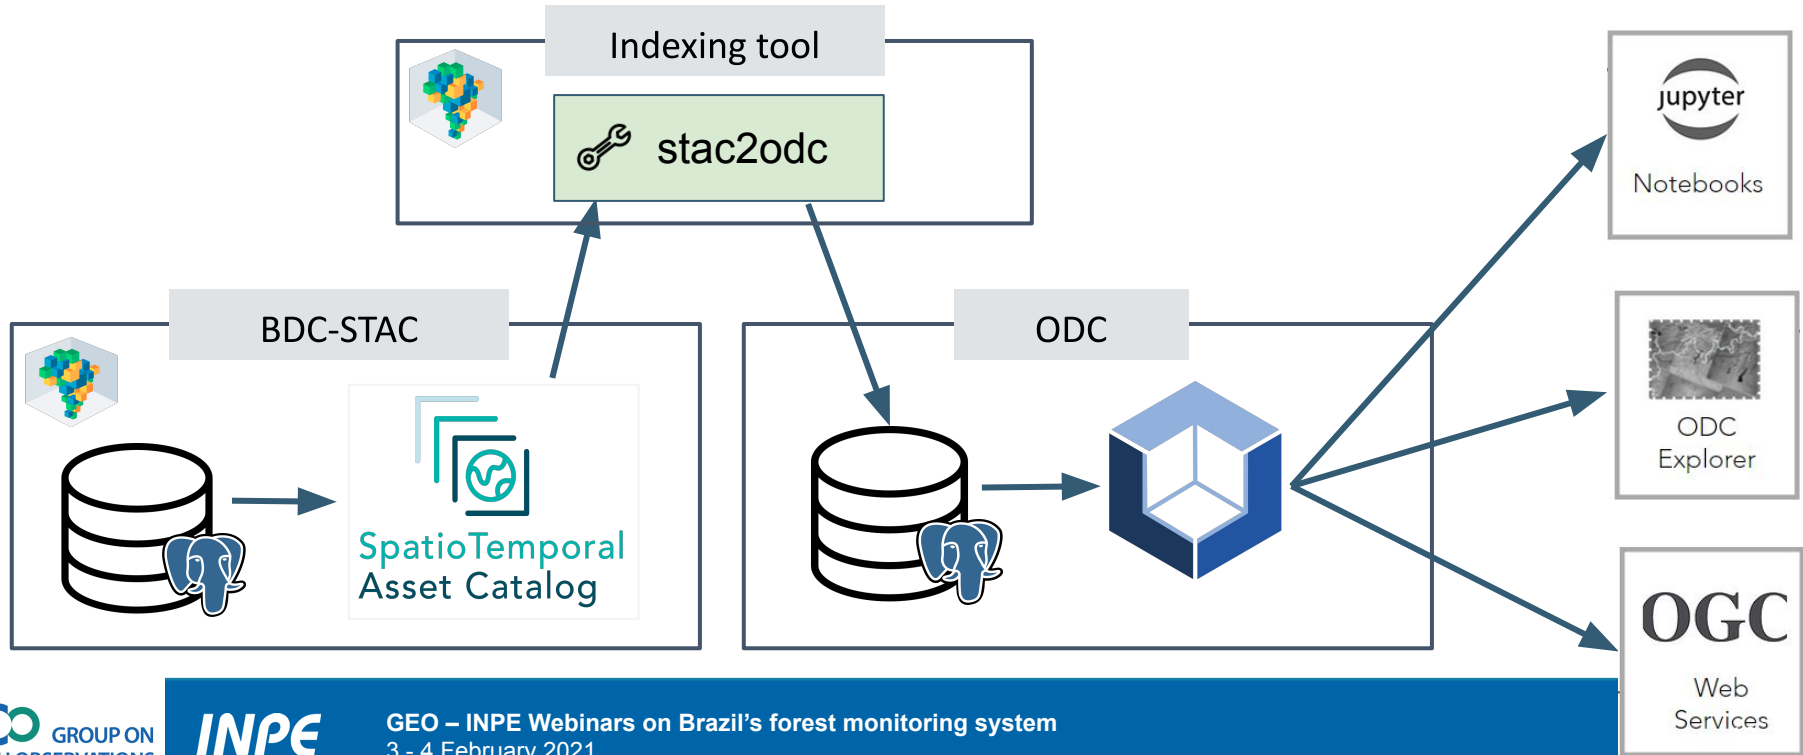 Indexing tool
stac2odc
BDC-STAC
SpatioTemporal
Asset Catalog
ODC
jupyter
Notebooks
ODC
Explorer
OGC
Web
Services
GROUP ON
INPE
GEO – INPE Webinars on Brazil's forest monitoring system
3 - 4 February 2021